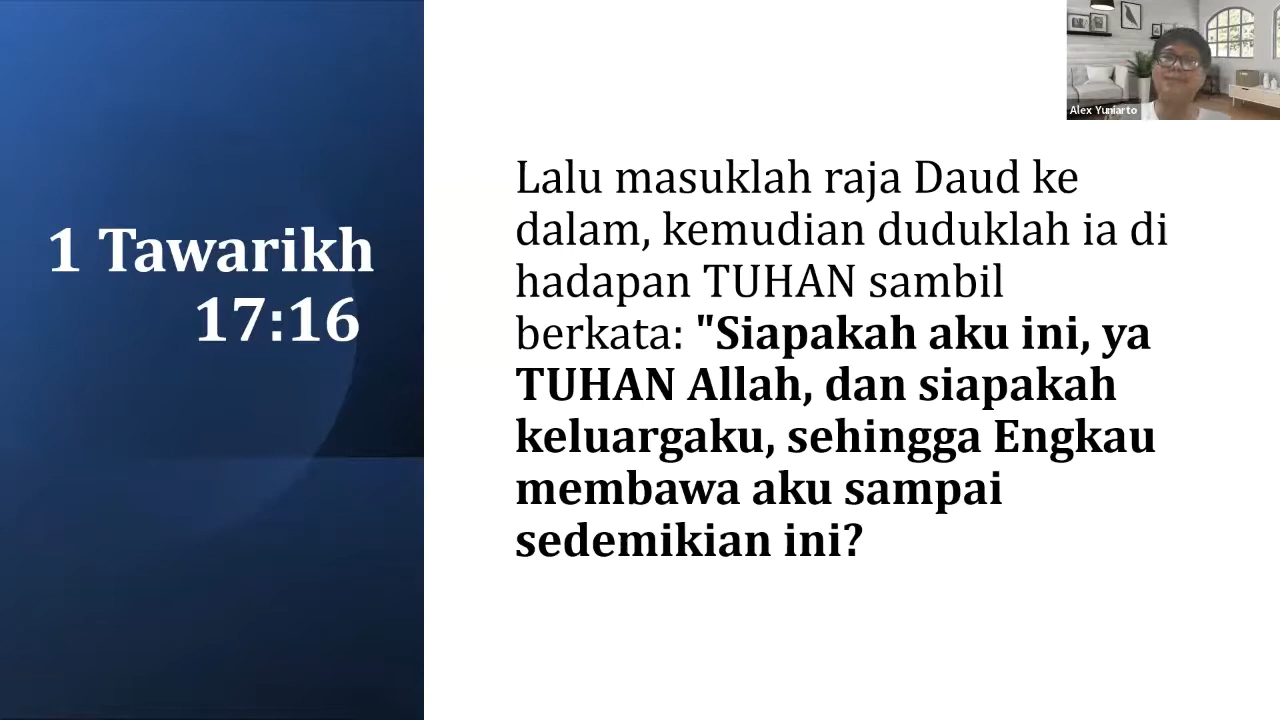 1 Tawarikh
17:16
Alex Yuniarto
Lalu masuklah raja Daud ke
dalam, kemudian duduklah ia di
hadapan TUHAN sambil
berkata: "Siapakah aku ini, ya
TUHAN Allah, dan siapakah
keluargaku, sehingga Engkau
membawa aku sampai
sedemikian ini?